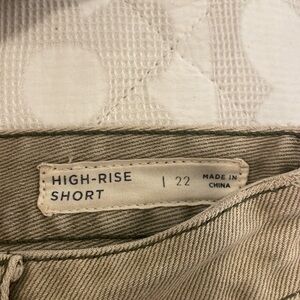 HIGH-RISE
SHORT
| 22
MADE IN
CHINA